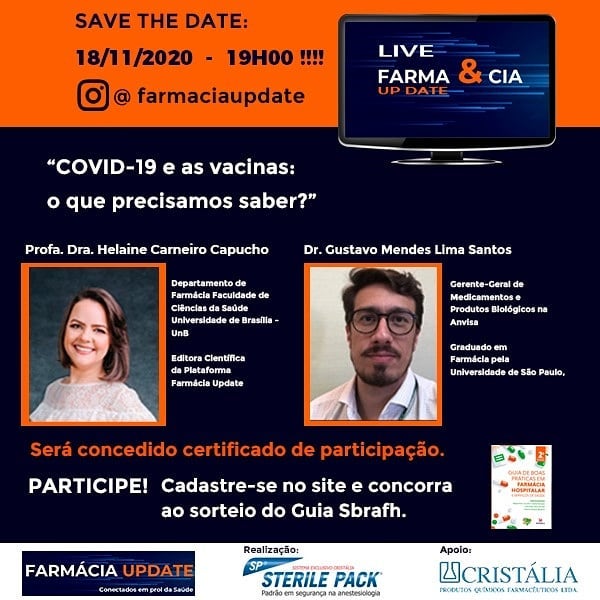 SAVE THE DATE:
18/11/2020 - 19H00 !!!!
@ farmaciaupdate
LIVE
FARMA & CIA
UP DATE
“COVID-19 e as vacinas:
o que precisamos saber?”
Profa. Dra. Helaine Carneiro Capucho
Departamento de
Farmácia Faculdade de
Ciências da Saúde
Universidade de Brasília -
UnB
Editora Científica
da Plataforma
Farmácia Update
Dr. Gustavo Mendes Lima Santos
Gerente-Geral de
Medicamentos e
Produtos Biológicos na
Anvisa
Graduado em
Farmácia pela
Universidade de São Paulo,
Será concedido certificado de participação.
PARTICIPE! Cadastre-se no site e concorra
ao sorteio do Guia Sbrafh.
GUIA DE BOAS
PRÁTICAS EM
FARMÁCIA
HOSPITALAR
FARMÁCIA UPDATE
Conectados em prol da Saúde
Realização:
SP
SISTEMA EXCLUSIVO CRISTÁLIA
STERILE PACK
Padrão em segurança na anestesiologia
Apoio:
CRISTÁLIA
PRODUTOS QUÍMICOS FARMACÊUTICOS LTDA.